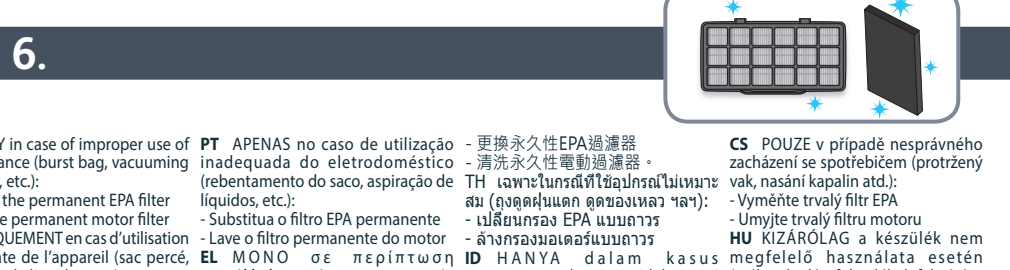 6.
Y in case of improper use of
ance (burst bag, vacuuming
, etc.):
the permanent EPA filter
e permanent motor filter
QUEMENT en cas d'utilisation
te de l'appareil (sac percé,
PT APENAS no caso de utilização
inadequada do eletrodoméstico
(rebentamento do saco, aspiração de
líquidos, etc.):
- Substitua o filtro EPA permanente
- Lave o filtro permanente do motor
EL ΜΟΝΟ σε περίπτωση
- 更換永久性EPA過濾器
- 清洗永久性電動過濾器。
TH เฉพาะในกรณีที่ใช้อุปกรณ์ไม่เหมาะ
สม (ถุงดูดฝุ่นแตก ดูดของเหลว ฯลฯ):
- เปลี่ยนกรอง EPA แบบถาวร
- ล้างกรองมอเตอร์แบบถาวร
ID HANYA dalam kasus
CS POUZE v případě nesprávného
zacházení se spotřebičem (protržený
vak, nasání kapalin atd.):
- Vyměňte trvalý filtr EPA
- Umyjte trvalý filtru motoru
HU KIZÁRÓLAG a készülék nem
megfelelő használata esetén